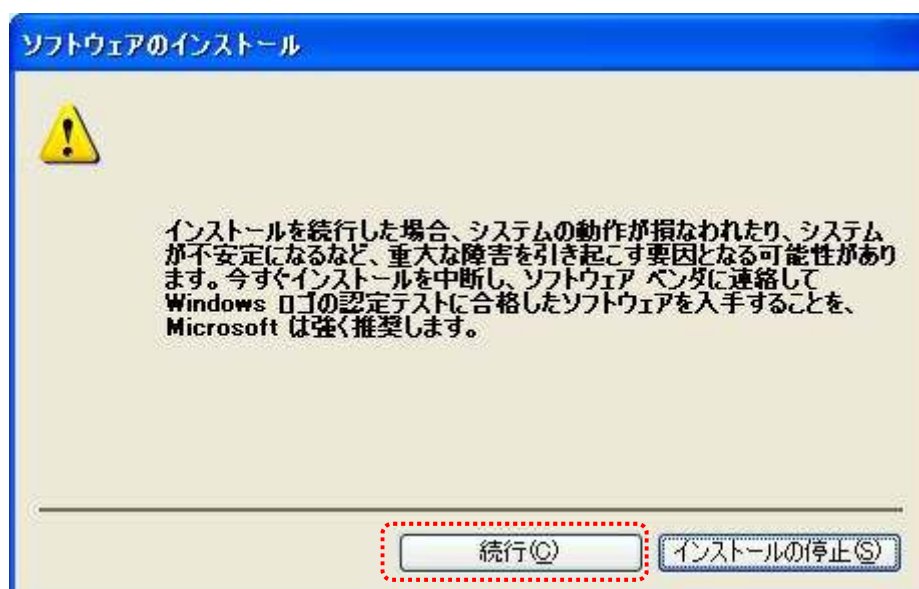 ソフトウェアのインストール
インストールを続行した場合、システムの動作が損なわれたり、システム
が不安定になるなど、重大な障害を引き起こす要因となる可能性があり
ます。今すぐインストールを中断し、ソフトウェア ベンダに連絡して
Windows ロゴの認定テストに合格したソフトウェアを入手することを、
Microsoft は強く推奨します。
続行(C)
インストールの停止(S)